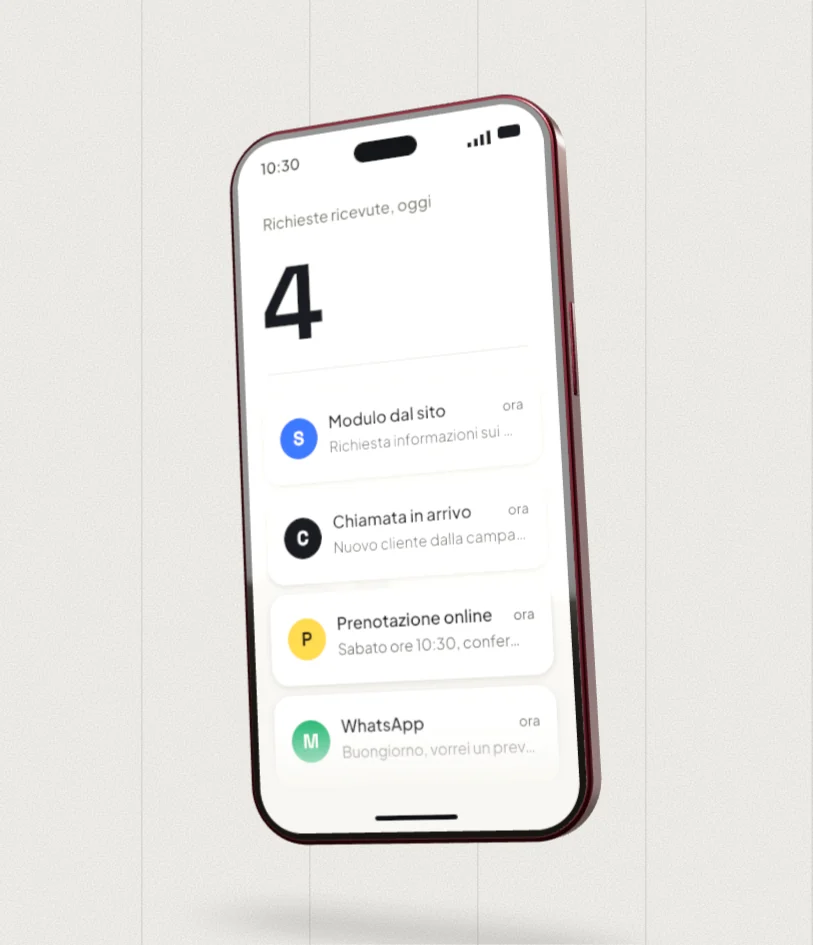 10:30
Richieste ricevute, oggi
4
S
Modulo dal sito
ora
Richiesta informazioni sui ...
C
Chiamata in arrivo
ora
Nuovo cliente dalla campa...
P
Prenotazione online
ora
Sabato ore 10:30, confer...
M
WhatsApp
ora
Buongiorno, vorrei un prev...